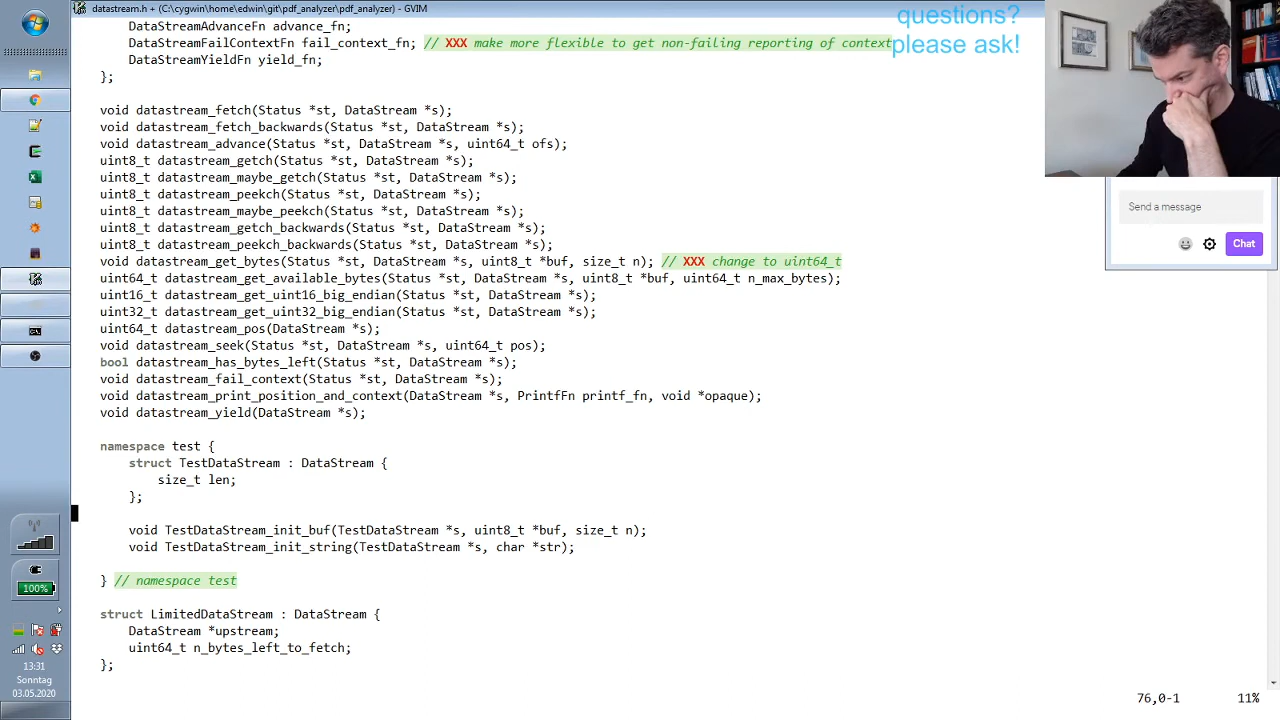 datastream.h + (C:\cygwin\home\edwin\git\pdf_analyzer\pdf_analyzer) - GVIM
DataStreamAdvanceFn advance_fn;
DataStreamFailContextFn fail_context_fn; // XXX make more flexible to get non-failing reporting of context
DataStreamYieldFn yield_fn;
};
questions?
please ask!
void datastream_fetch(Status *st, DataStream *s);
void datastream_fetch_backwards(Status *st, DataStream *s);
void datastream_advance(Status *st, DataStream *s, uint64_t ofs);
uint8_t datastream_getch(Status *st, DataStream *s);
uint8_t datastream_maybe_getch(Status *st, DataStream *s);
uint8_t datastream_peekch(Status *st, DataStream *s);
uint8_t datastream_maybe_peekch(Status *st, DataStream *s);
uint8_t datastream_getch_backwards(Status *st, DataStream *s);
uint8_t datastream_peekch_backwards(Status *st, DataStream *s);
void datastream_get_bytes(Status *st, DataStream *s, uint8_t *buf, size_t n); // XXX change to uint64_t
uint64_t datastream_get_available_bytes(Status *st, DataStream *s, uint8_t *buf, uint64_t n_max_bytes);
uint16_t datastream_get_uint16_big_endian(Status *st, DataStream *s);
uint32_t datastream_get_uint32_big_endian(Status *st, DataStream *s);
uint64_t datastream_pos(DataStream *s);
void datastream_seek(Status *st, DataStream *s, uint64_t pos);
bool datastream_has_bytes_left(Status *st, DataStream *s);
void datastream_fail_context(Status *st, DataStream *s);
void datastream_print_position_and_context(DataStream *s, PrintfFn printf_fn, void *opaque);
void datastream_yield(DataStream *s);
namespace test {
struct TestDataStream : DataStream {
size_t len;
};
void TestDataStream_init_buf(TestDataStream *s, uint8_t *buf, size_t n);
void TestDataStream_init_string(TestDataStream *s, char *str);
} // namespace test
struct LimitedDataStream : DataStream {
DataStream *upstream;
uint64_t n_bytes_left_to_fetch;
};
76,0-1 11%
Send a message
Chat
100%
13:31
Sonntag
03.05.2020